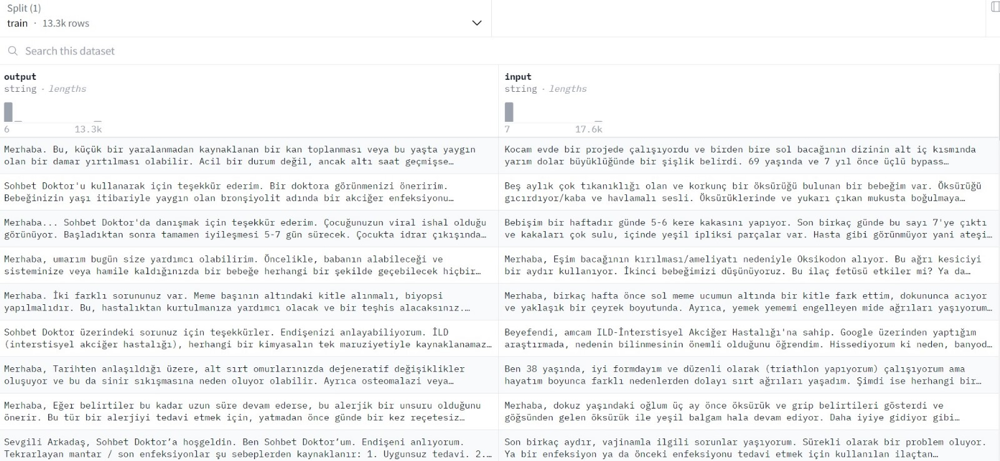 Split (1)
train · 13.3k rows
Search this dataset
output
string · lengths
6 13.3k
input
string · lengths
7 17.6k
Merhaba. Bu, küçük bir yaralanmadan kaynaklanan bir kan toplanması veya bu yaşta yaygın
olan bir damar yırtılması olabilir. Acil bir durum değil, ancak altı saat geçmişse…
Kocam evde bir projede çalışıyordu ve birden bire sol bacağının dizinin alt iç kısmında
yarım dolar büyüklüğünde bir şişlik belirdi. 69 yaşında ve 7 yıl önce üçlü bypass…
Sohbet Doktor'u kullanarak için teşekkür ederim. Bir doktora görünmenizi öneririm.
Bebeğinizin yaşı itibariyle yaygın olan bronşiyolit adında bir akciğer enfeksiyonu…
Beş aylık çok tıkanıklığı olan ve korkunç bir öksürüğü bulunan bir bebeğim var. Öksürüğü
gıcırdıyor/kaba ve havlamalı sesli. Öksürüklerinde ve yukarı çıkan mukusta boğulmaya…
Merhaba... Sohbet Doktor'da danışmak için teşekkür ederim. Çocuğunuzun viral ishal olduğu
görünüyor. Başladıktan sonra tamamen iyileşmesi 5-7 gün sürecek. Çocukta idrar çıkışında…
Bebişim bir haftadır günde 5-6 kere kakasını yapıyor. Son birkaç günde bu sayı 7'ye çıktı
ve kakaları çok sulu, içinde yeşil ipliksi parçalar var. Hasta gibi görünmüyor yani ateşi…
Merhaba, umarım bugün size yardımcı olabilirim. Öncelikle, babanın alabileceği ve
sisteminize veya hamile kaldığınızda bir bebeğe herhangi bir şekilde geçebilecek hiçbir…
Merhaba, Eşim bacağının kırılması/ameliyatı nedeniyle Oksikodon alıyor. Bu ağrı kesiciyi
bir aydır kullanıyor. İkinci bebeğimizi düşünüyoruz. Bu ilaç fetüsü etkiler mi? Ya da…
Merhaba. İki farklı sorununuz var. Meme başının altındaki kitle alınmalı, biyopsi
yapılmalıdır. Bu, hastalıktan kurtulmanıza yardımcı olacak ve bir teşhis alacaksınız.…
Merhaba, birkaç hafta önce sol meme ucumun altında bir kitle fark ettim, dokununca acıyor
ve yaklaşık bir çeyrek boyutunda. Ayrıca, yemek yememi engelleyen mide ağrıları yaşıyorum…
Sohbet Doktor üzerindeki sorunuz için teşekkürler. Endişenizi anlayabiliyorum. İLD
(interstisyel akciğer hastalığı), herhangi bir kimyasalın tek maruziyetiyle kaynaklanamaz…
Beyefendi, amcam ILD-İnterstisyel Akciğer Hastalığı'na sahip. Google üzerinden yaptığım
araştırmada, nedenin bilinmesinin önemli olduğunu öğrendim. Hissediyorum ki neden, banyod…
Merhaba, Tarihten anlaşıldığı üzere, alt sırt omurlarınızda dejeneratif değişiklikler
oluşuyor ve bu da sinir sıkışmasına neden oluyor olabilir. Ayrıca osteomalazi veya…
Ben 38 yaşında, iyi formdayım ve düzenli olarak (triathlon yapıyorum) çalışıyorum ama
hayatım boyunca farklı nedenlerden dolayı sırt ağrıları yaşadım. Şimdi ise herhangi bir…
Merhaba, Eğer belirtiler bu kadar uzun süre devam ederse, bu alerjik bir unsuru olduğunu
önerir. Bu tür bir alerjiyi tedavi etmek için, yatmadan önce günde bir kez reçetesiz…
Merhaba, dokuz yaşındaki oğlum üç ay önce öksürük ve grip belirtileri gösterdi ve
göğsünden gelen öksürük ile yeşil balgam hala devam ediyor. Daha iyiye gidiyor gibi…
Sevgili Arkadaş, Sohbet Doktor’a hoşgeldin. Ben Sohbet Doktor’um. Endişeni anlıyorum.
Tekrarlayan mantar / son enfeksiyonlar şu sebeplerden kaynaklanır: 1. Uygunsuz tedavi. 2.…
Son birkaç aydır, vajinamla ilgili sorunlar yaşıyorum. Sürekli olarak bir problem oluyor.
Ya bir enfeksiyon ya da önceki enfeksiyonu tedavi etmek için kullanılan ilaçtan…